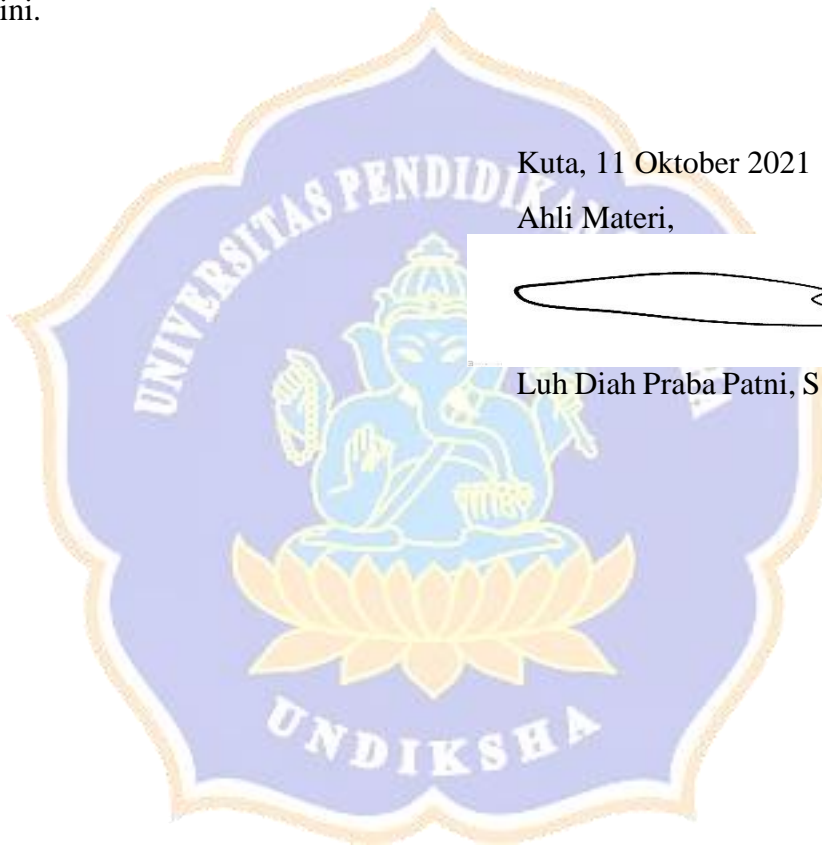 ini.
Kuta, 11 Oktober 2021
Ahli Materi,
Luh Diah Praba Patni, S
UNIVERSITAS PENDIDIKAN
UNDIKSHA